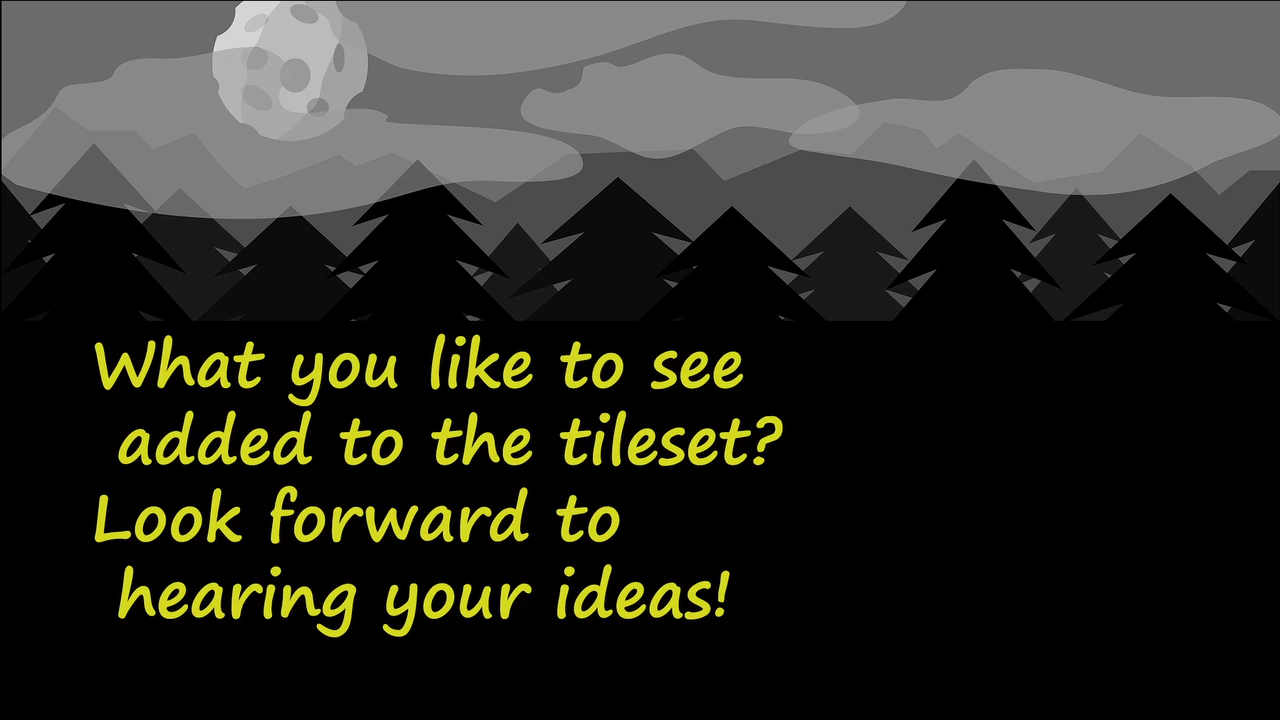 What you like to see
added to the tileset?
Look forward to
hearing your ideas!